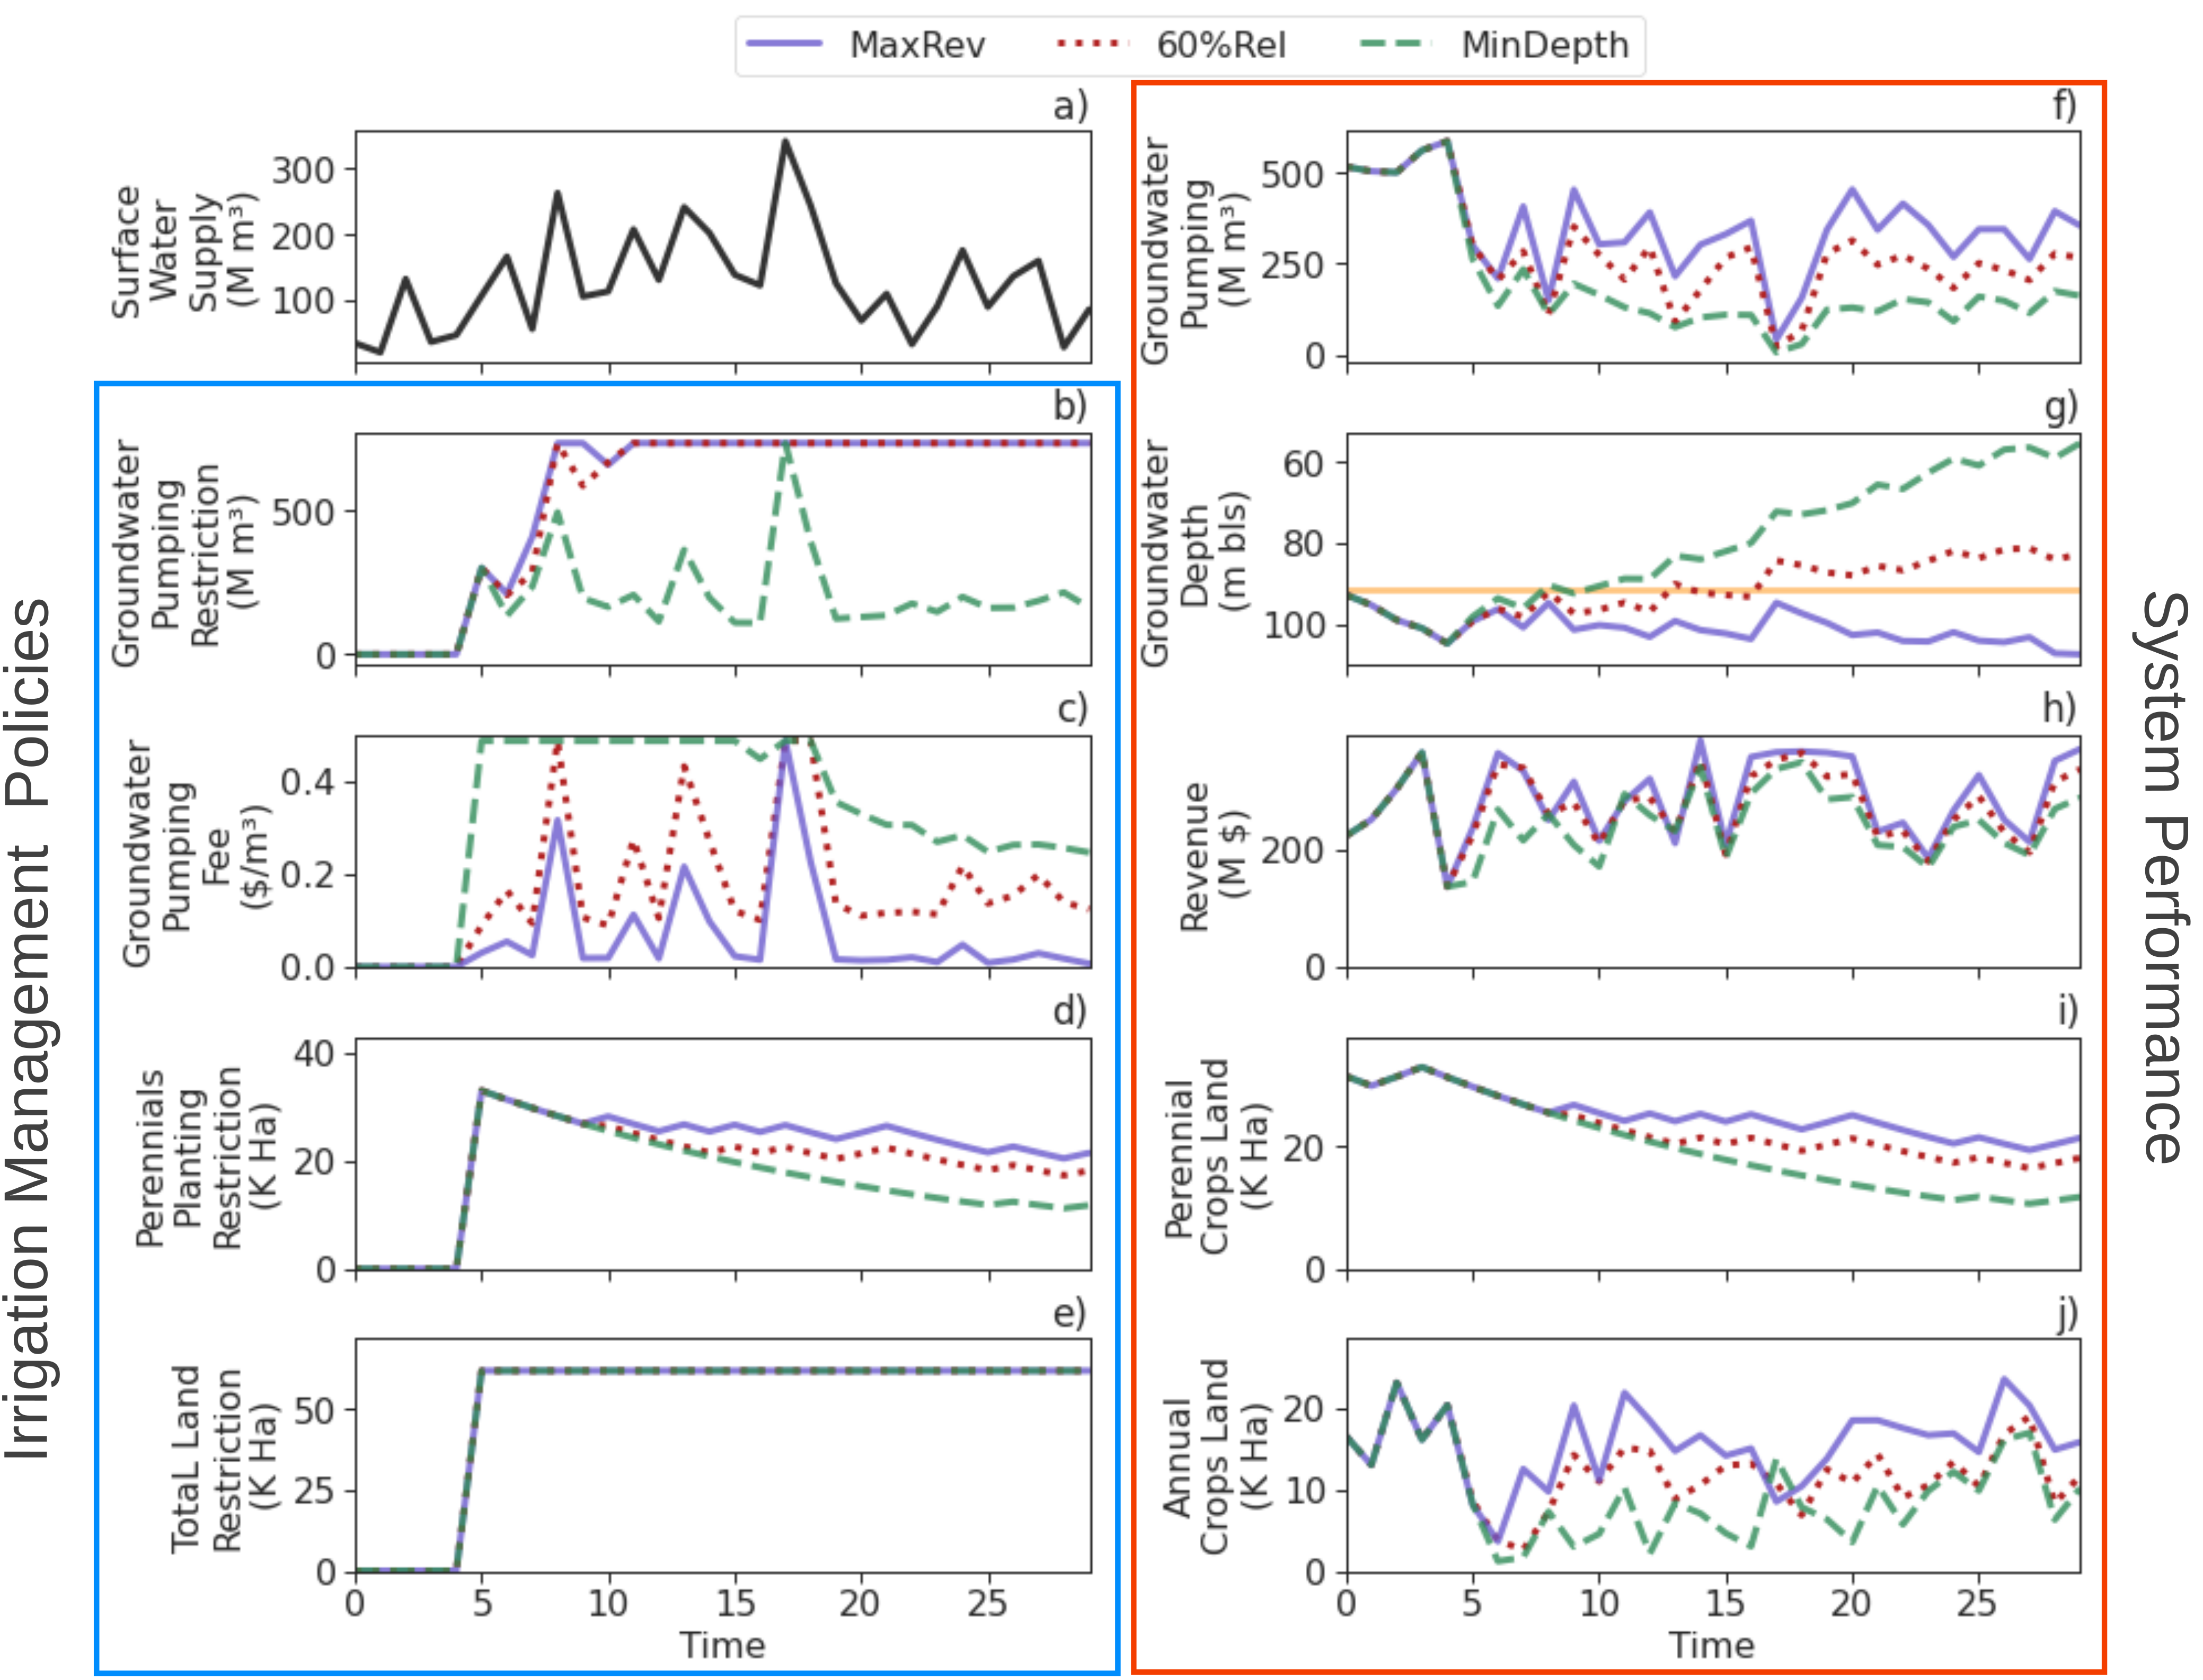 MaxRev 60%Rel MinDepth
a)
Surface
Water
Supply
(M m³)
300
200
100
Irrigation Management Policies
b)
Groundwater
Pumping
Restriction
(M m³)
500
0
c)
Groundwater
Pumping
Fee
($/m³)
0.4
0.2
0.0
d)
Perennials
Planting
Restriction
(K Ha)
40
20
0
e)
TotaL Land
Restriction
(K Ha)
50
25
0
0 5 10 15 20 25
Time
f)
Groundwater
Pumping
(M m³)
500
250
0
g)
Groundwater
Depth
(m bls)
60
80
100
h)
Revenue
(M $)
200
0
i)
Perennial
Crops Land
(K Ha)
20
0
j)
Annual
Crops Land
(K Ha)
20
10
0
0 5 10 15 20 25
Time
System Performance